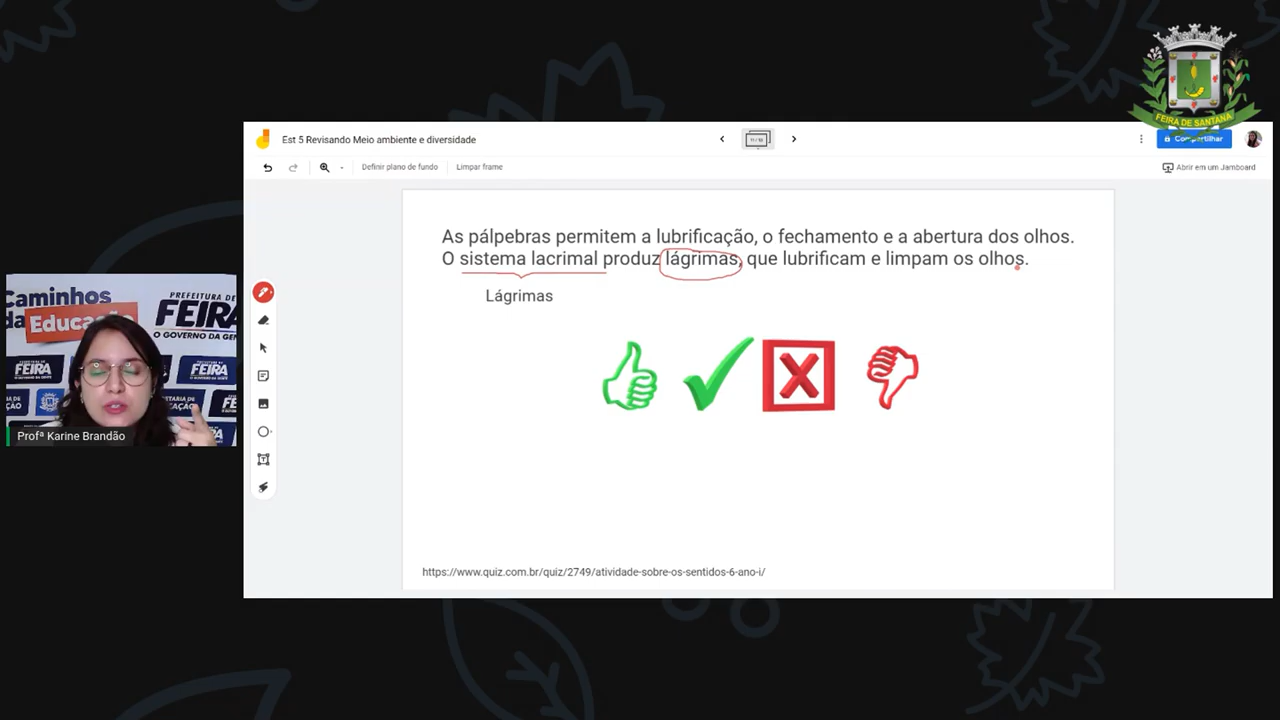 FEIRA DE SANTANA
Est 5 Revisando Meio ambiente e diversidade
Compartilhar
Definir plano de fundo
Limpar frame
Abrir em um Jamboard
As pálpebras permitem a lubrificação, o fechamento e a abertura dos olhos.
O sistema lacrimal produz lágrimas, que lubrificam e limpam os olhos.
Lágrimas
https://www.quiz.com.br/quiz/2749/atividade-sobre-os-sentidos-6-ano-i/
Caminhos
da Educação
PREFEITURA DE
FEIRA
O GOVERNO DA GEN
FEIRA
FEIRA
Profª Karine Brandão